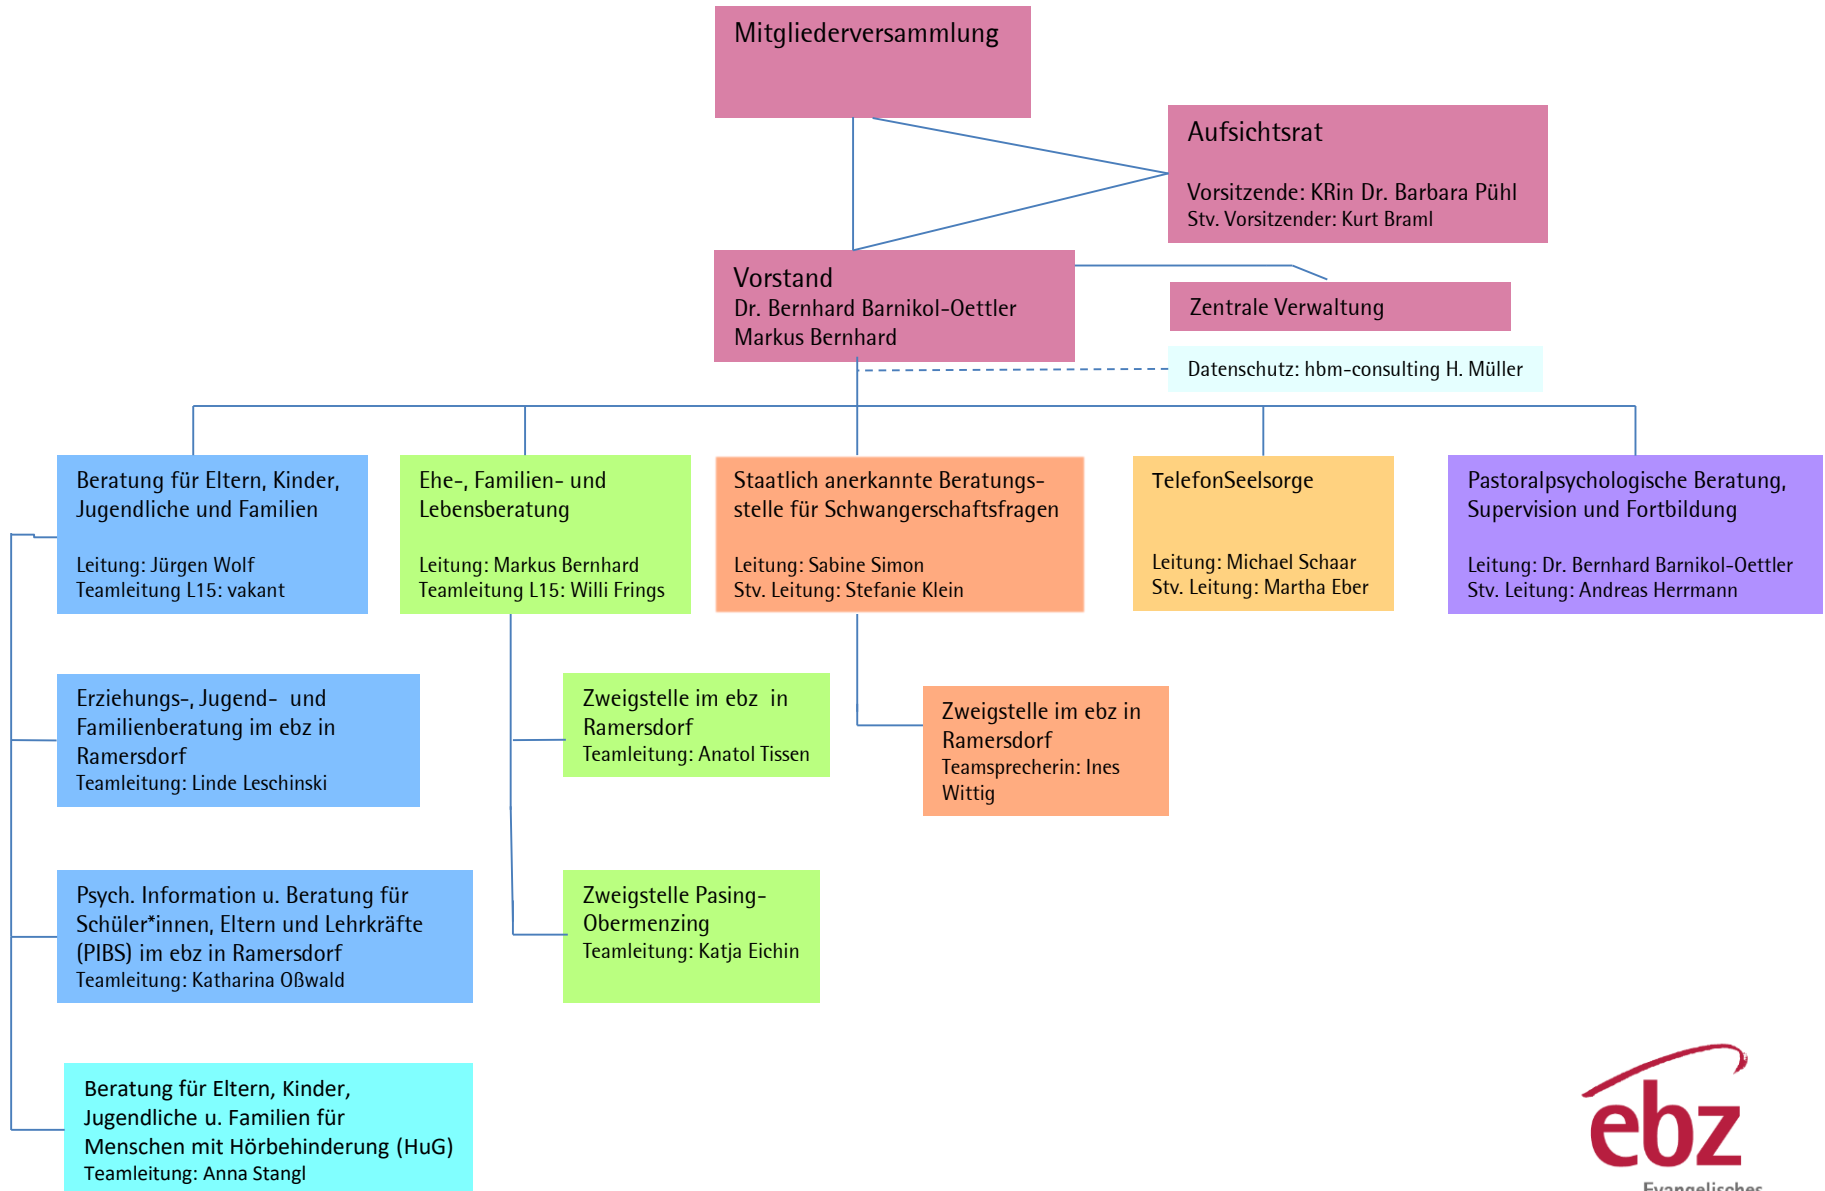 Mitgliederversammlung
Aufsichtsrat
Vorsitzende: KRin Dr. Barbara Pühl
Stv. Vorsitzender: Kurt Braml
Vorstand
Dr. Bernhard Barnikol-Oettler
Markus Bernhard
Zentrale Verwaltung
Datenschutz: hbm-consulting H. Müller
Beratung für Eltern, Kinder,
Jugendliche und Familien
Leitung: Jürgen Wolf
Teamleitung L15: vakant
Ehe-, Familien- und
Lebensberatung
Leitung: Markus Bernhard
Teamleitung L15: Willi Frings
Staatlich anerkannte Beratungs-
stelle für Schwangerschaftsfragen
Leitung: Sabine Simon
Stv. Leitung: Stefanie Klein
TelefonSeelsorge
Leitung: Michael Schaar
Stv. Leitung: Martha Eber
Pastoralpsychologische Beratung,
Supervision und Fortbildung
Leitung: Dr. Bernhard Barnikol-Oettler
Stv. Leitung: Andreas Herrmann
Erziehungs-, Jugend- und
Familienberatung im ebz in
Ramersdorf
Teamleitung: Linde Leschinski
Zweigstelle im ebz in
Ramersdorf
Teamleitung: Anatol Tissen
Zweigstelle im ebz in
Ramersdorf
Teamsprecherin: Ines
Wittig
Psych. Information u. Beratung für
Schüler*innen, Eltern und Lehrkräfte
(PIBS) im ebz in Ramersdorf
Teamleitung: Katharina Oßwald
Zweigstelle Pasing-
Obermenzing
Teamleitung: Katja Eichin
Beratung für Eltern, Kinder,
Jugendliche u. Familien für
Menschen mit Hörbehinderung (HuG)
Teamleitung: Anna Stangl
ebz
Evangelisches